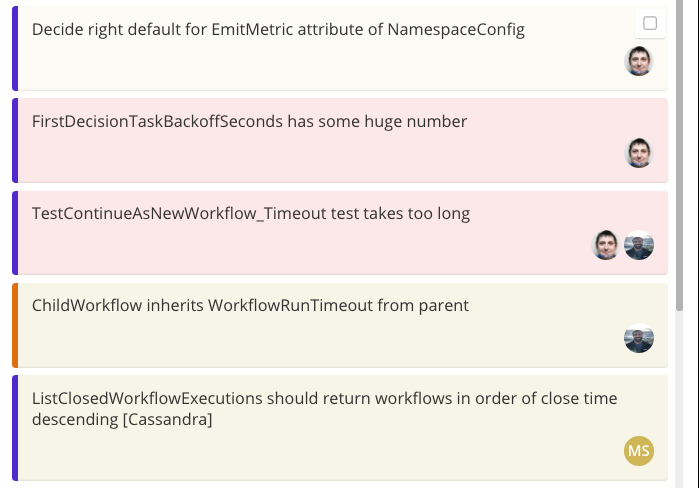 Decide right default for EmitMetric attribute of NamespaceConfig
FirstDecisionTaskBackoffSeconds has some huge number
TestContinueAsNewWorkflow_Timeout test takes too long
ChildWorkflow inherits WorkflowRunTimeout from parent
ListClosedWorkflowExecutions should return workflows in order of close time
descending [Cassandra]
MS